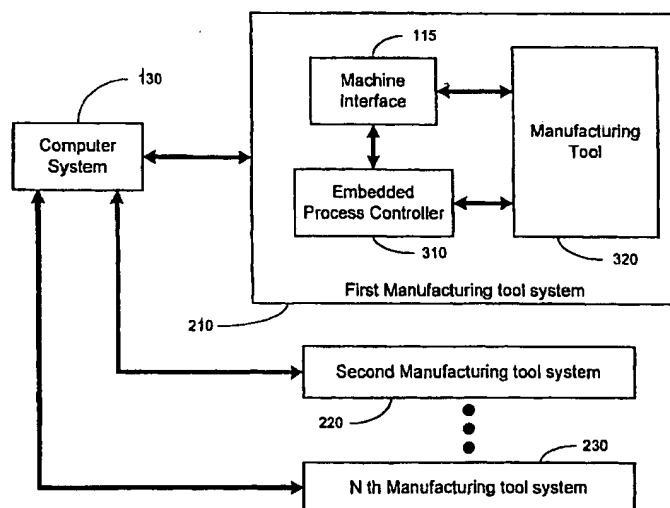 115
130
Machine
Interface
Manufacturing
Tool
Computer
System
Embedded
Process Controller
310
320
First Manufacturing tool system
210
Second Manufacturing tool system
220
230
N th Manufacturing tool system